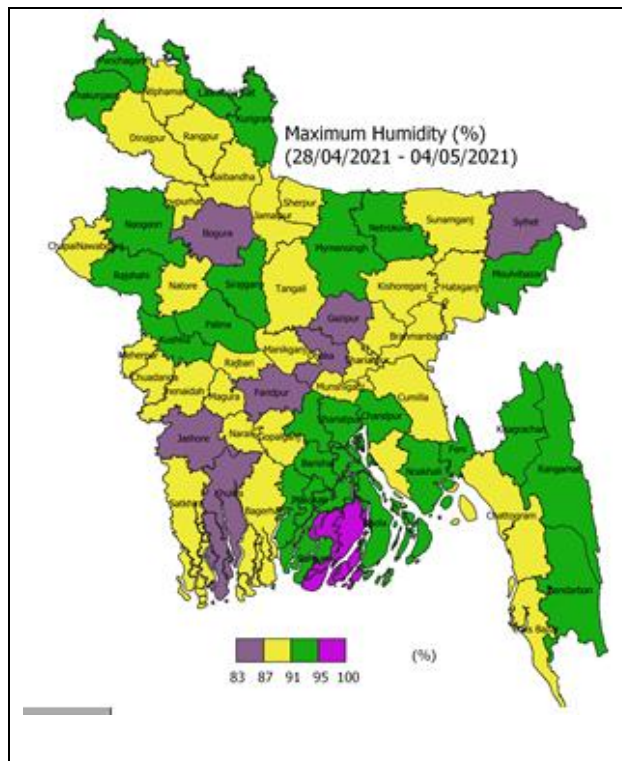 Panchagarh
Thakurgaon
Nilphamari
Lalmonirhat
Kurigram
Dinajpur
Rangpur
Maximum Humidity (%)
(28/04/2021 - 04/05/2021)
Gaibandha
Sherpur
Jamalpur
Naogaon
Bogura
Mymensingh
Netrokona
Sunamganj
Sylhet
ChapaiNawabganj
Rajshahi
Natore
Sirajganj
Tangail
Kishoreganj
Habiganj
Moulvibazar
Gazipur
Pabna
Kushtia
Manikganj
Meherpur
Rajbari
Chuadanga
Magura
Faridpur
Munshiganj
Cumilla
Jashore
Narail
Gopalganj
Chandpur
Khagrachari
Barishal
Noakhali
Feni
Rangamati
Satkhira
Khulna
Bagerhat
Bhola
Chattogram
Bandarban
(%)
83 87 91 95 100